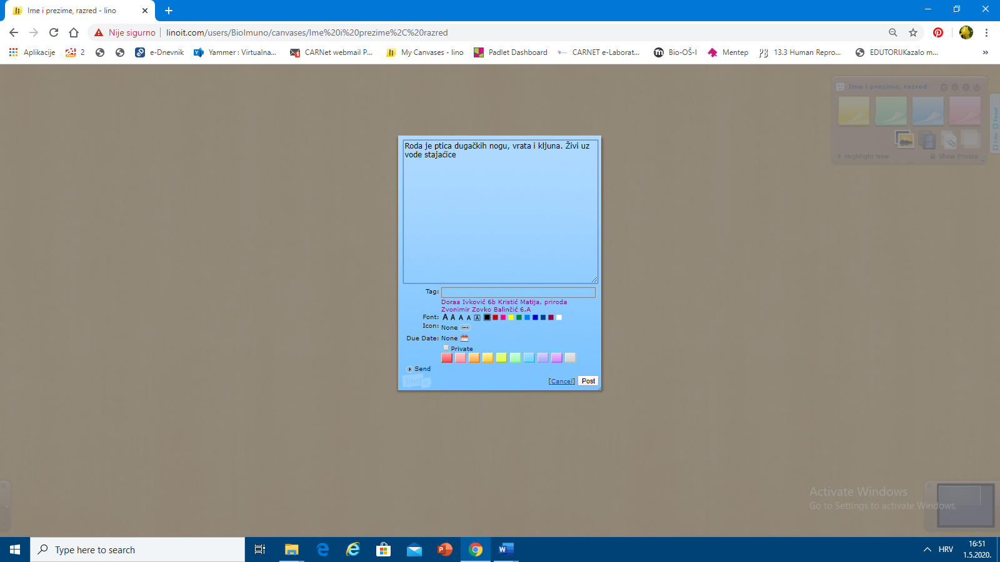 Ime i prezime, razred - lino
Nije sigurno
linoit.com/users/BioImuno/canvases/Ime%20i%20prezime%2C%20razred
Aplikacije
2
e-Dnevnik
Yammer : Virtualna...
CARNet webmail P...
My Canvases - lino
Padlet Dashboard
CARNET e-Laborat...
Bio-OŠ-I
Mentep
13.3 Human Repro...
EDUTORIJKazalo m...
»
Ime i prezime, razred
Highlight New
Show Private
Tweet
Like
Roda je ptica dugačkih nogu, vrata i kljuna. Živi uz
vode stajaćice
Tag:
Doraa Ivković 6b Kristić Matija, priroda
Zvonimir Zovko Balinčić 6.A
Font: A A A A A
Icon: None
Due Date: None
Private
Send
lino it
[Cancel] Post
Activate Windows
Go to Settings to activate Windows.
Type here to search
HRV
16:51
1.5.2020.